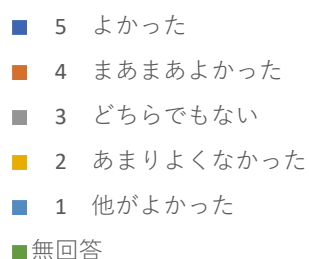 5 よかった
4 まあまあよかった
3 どちらでもない
2 あまりよくなかった
1 他がよかった
無回答